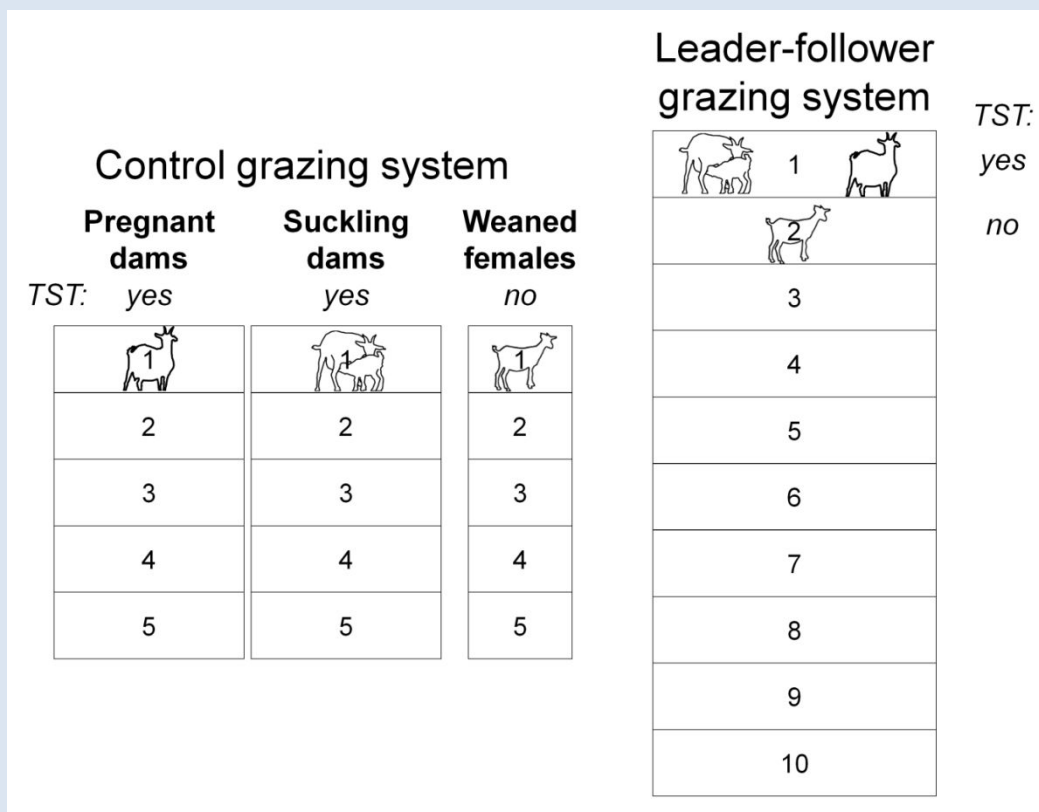 Control grazing system
Pregnant dams
Suckling dams
Weaned females
TST: yes yes no
1 1 1
2 2 2
3 3 3
4 4 4
5 5 5
Leader-follower
grazing system
TST:
1 yes
2 no
3
4
5
6
7
8
9
10